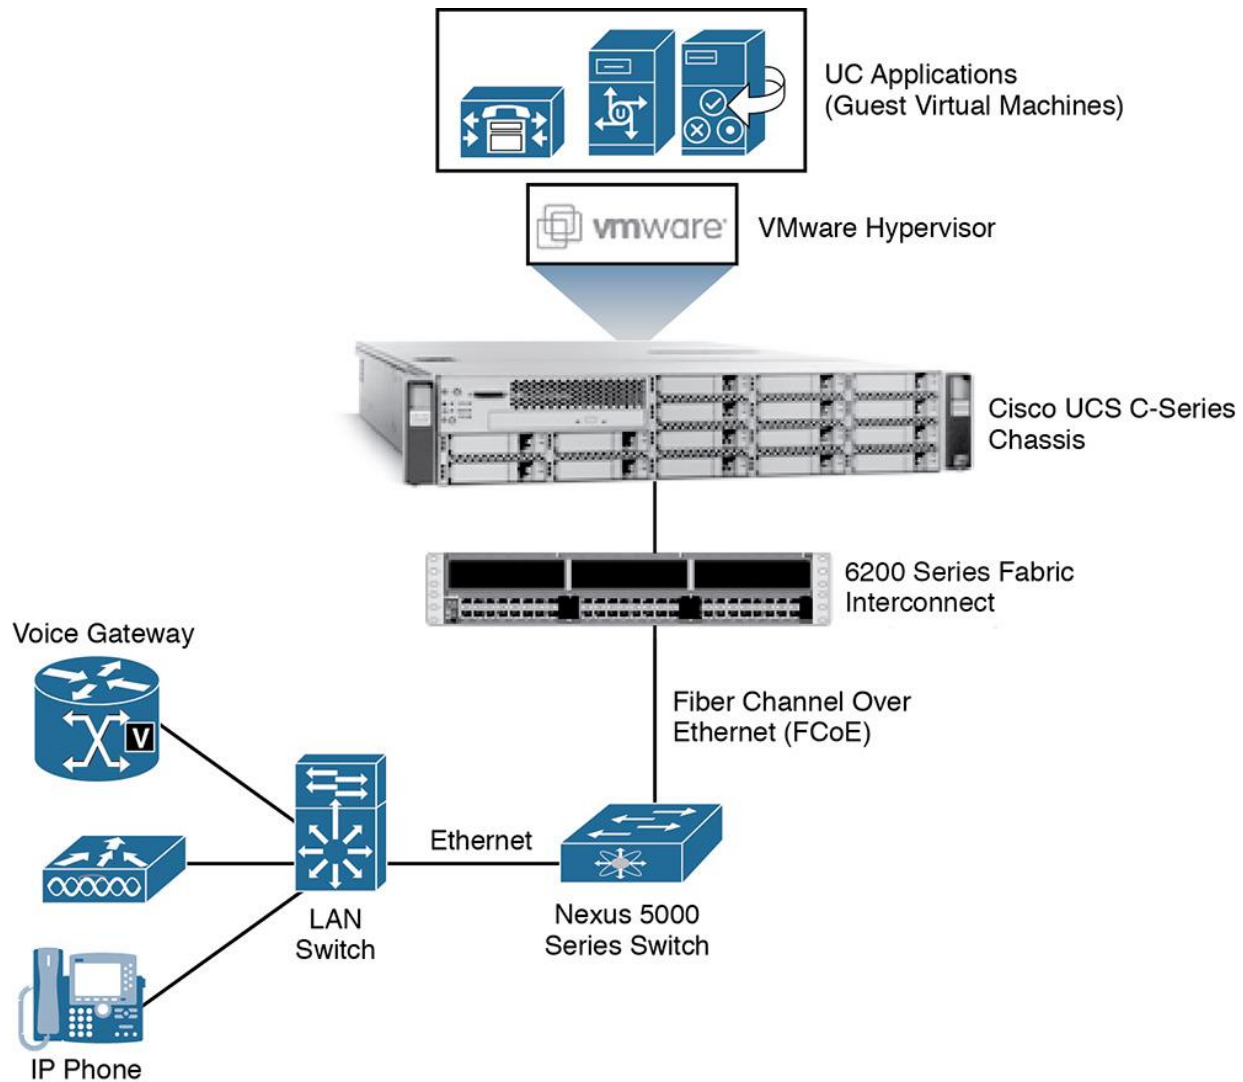 UC Applications
(Guest Virtual Machines)
U
vmware
VMware Hypervisor
Cisco UCS C-Series
Chassis
6200 Series Fabric
Interconnect
Voice Gateway
V
Fiber Channel Over
Ethernet (FCoE)
Ethernet
LAN
Switch
Nexus 5000
Series Switch
IP Phone